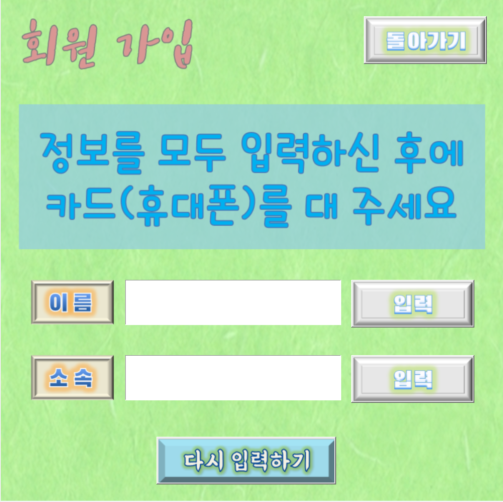 회원 가입
돌아가기
정보를 모두 입력하신 후에
카드(휴대폰)를 대 주세요
이름
입력
소속
입력
다시 입력하기